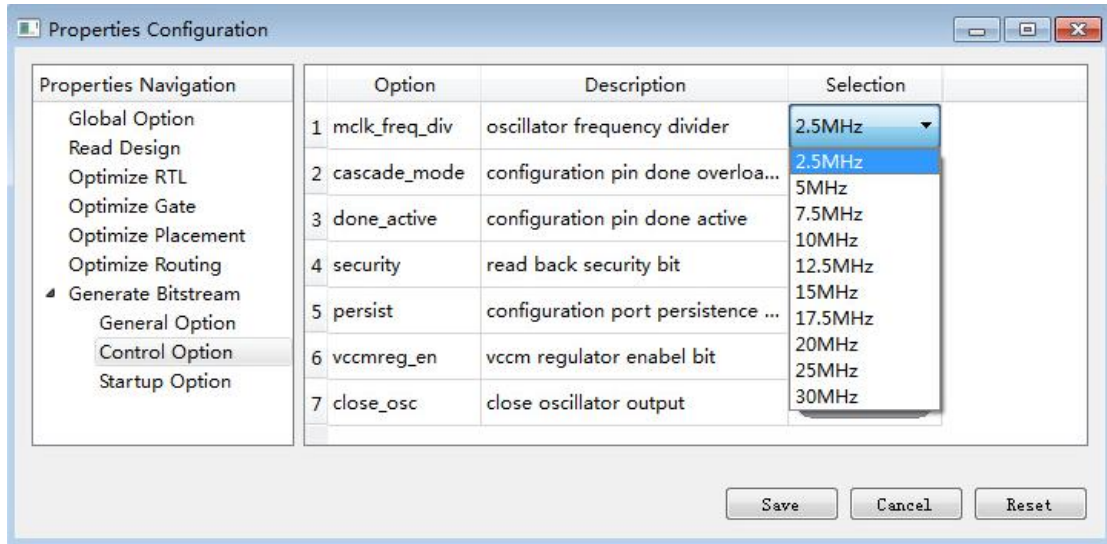 Properties Configuration
Properties Navigation
Global Option
Read Design
Optimize RTL
Optimize Gate
Optimize Placement
Optimize Routing
Generate Bitstream
General Option
Control Option
Startup Option
Option Description Selection
1 mclk_freq_div oscillator frequency divider 2.5MHz
2 cascade_mode configuration pin done overloa...
3 done_active configuration pin done active
4 security read back security bit
5 persist configuration port persistence ...
6 vccmreg_en vccm regulator enabel bit
7 close_osc close oscillator output
2.5MHz
5MHz
7.5MHz
10MHz
12.5MHz
15MHz
17.5MHz
20MHz
25MHz
30MHz
Save Cancel Reset